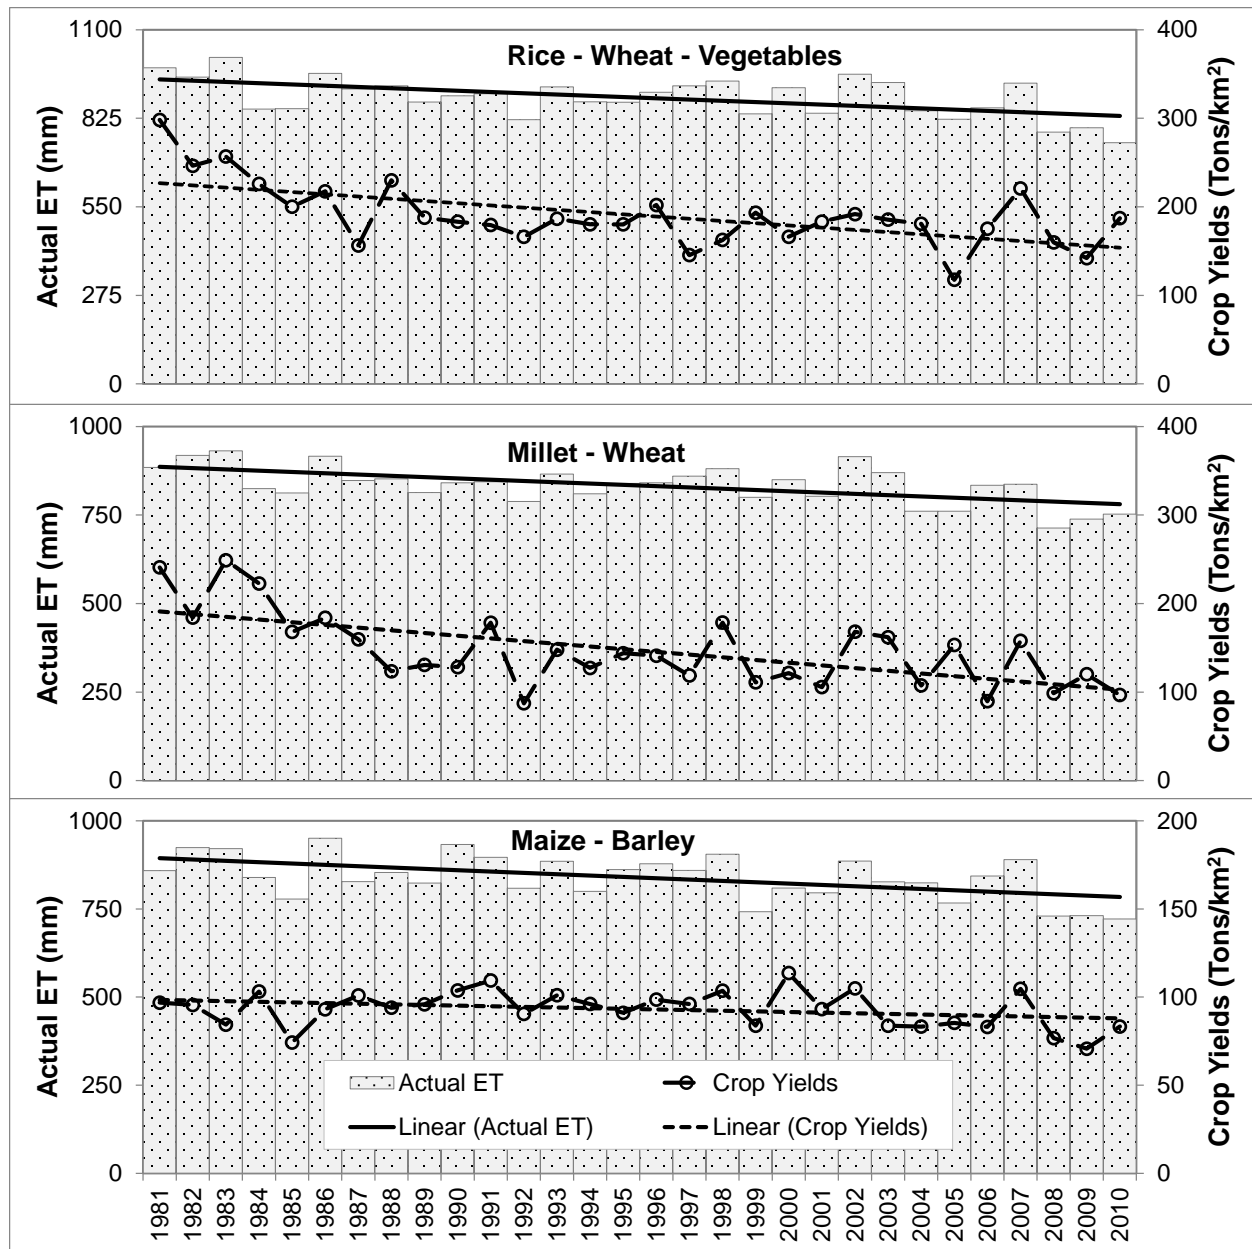 Rice - Wheat - Vegetables
Actual ET (mm)
1100
825
550
275
0
400
300
200
100
0
Crop Yields (Tons/km²)
Millet - Wheat
Actual ET (mm)
1000
750
500
250
0
400
300
200
100
0
Crop Yields (Tons/km²)
Maize - Barley
Actual ET (mm)
1000
750
500
250
0
200
150
100
50
0
Crop Yields (Tons/km²)
Actual ET
Crop Yields
Linear (Actual ET)
Linear (Crop Yields)
1981 1982 1983 1984 1985 1986 1987 1988 1989 1990 1991 1992 1993 1994 1995 1996 1997 1998 1999 2000 2001 2002 2003 2004 2005 2006 2007 2008 2009 2010